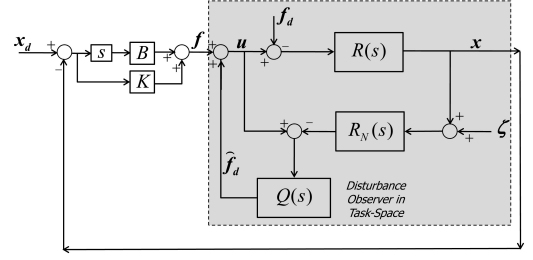 x_d + − s B K + + f + + u + − f_d R(s) x
+ − R_N(s) + + ζ
f̂_d Q(s)
Disturbance
Observer in
Task-Space